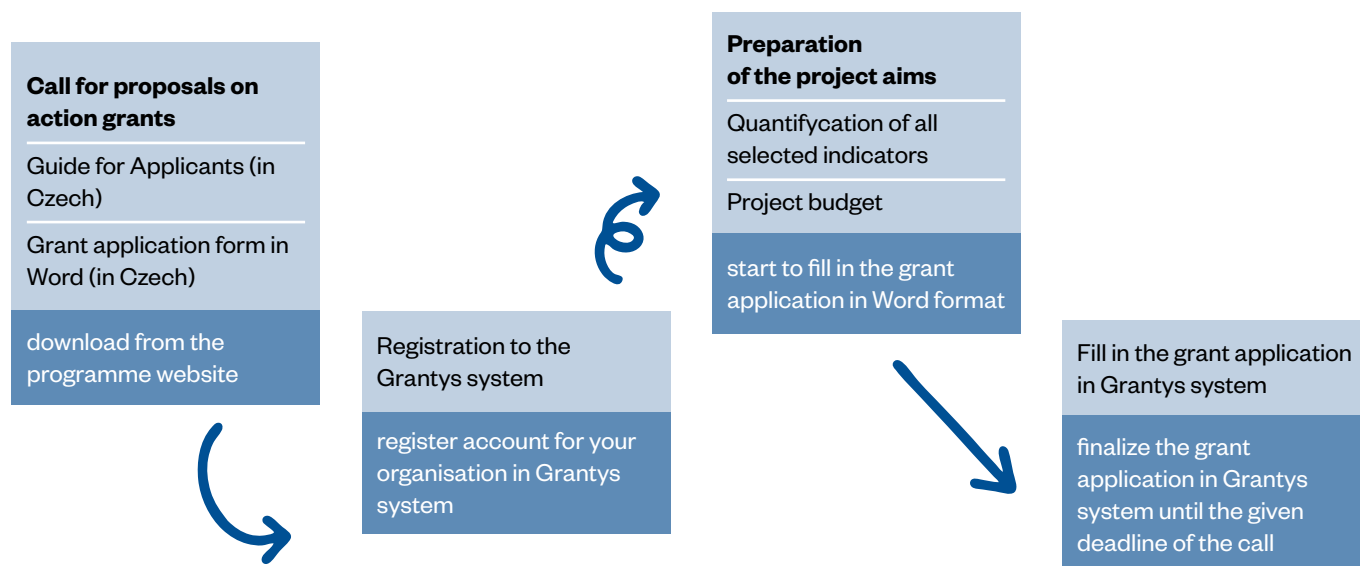 Call for proposals on
action grants
Guide for Applicants (in
Czech)
Grant application form in
Word (in Czech)
download from the
programme website
Registration to the
Grantys system
register account for your
organisation in Grantys
system
Preparation
of the project aims
Quantifycation of all
selected indicators
Project budget
start to fill in the grant
application in Word format
Fill in the grant application
in Grantys system
finalize the grant
application in Grantys
system until the given
deadline of the call